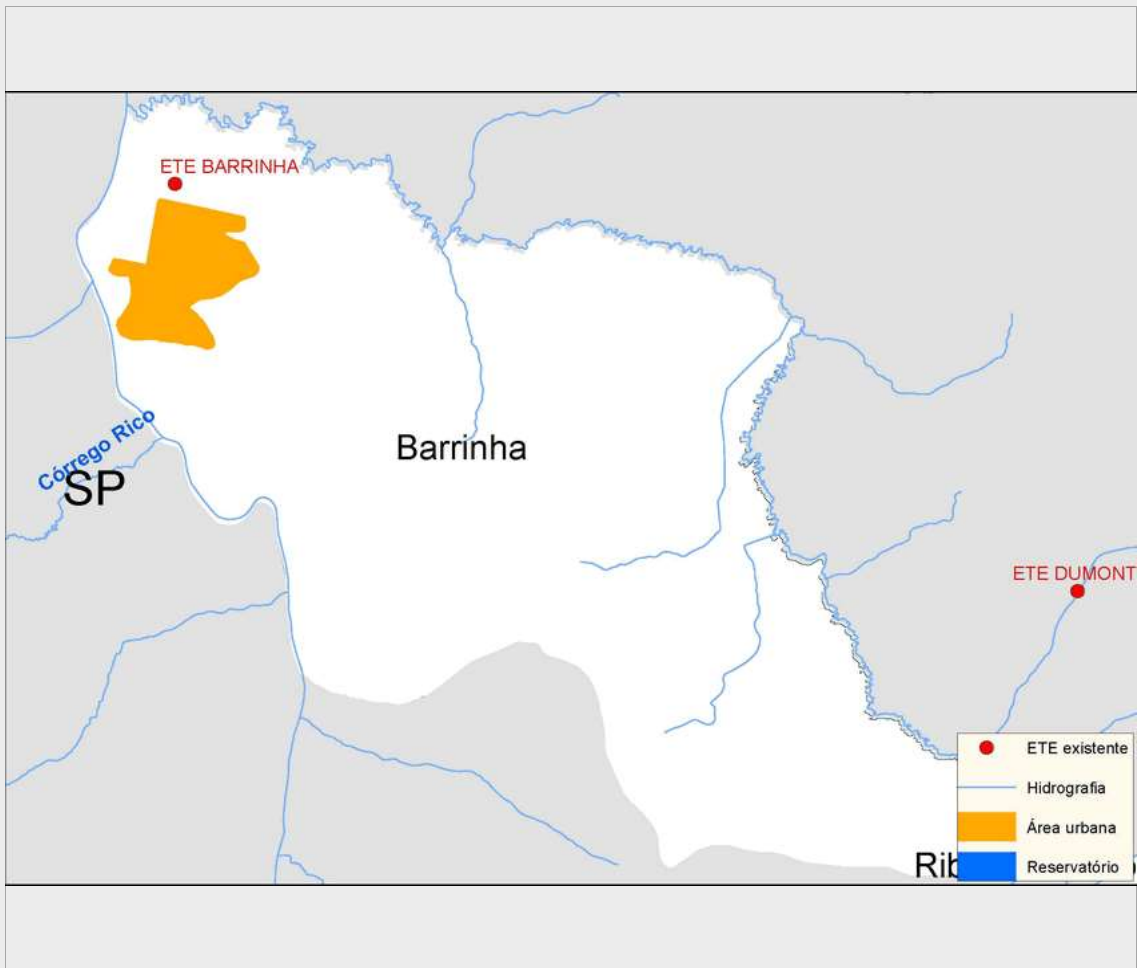 ETE BARRINHA
Córrego Rico
SP
Barrinha
ETE DUMONT
ETE existente
Hidrografia
Área urbana
Reservatório